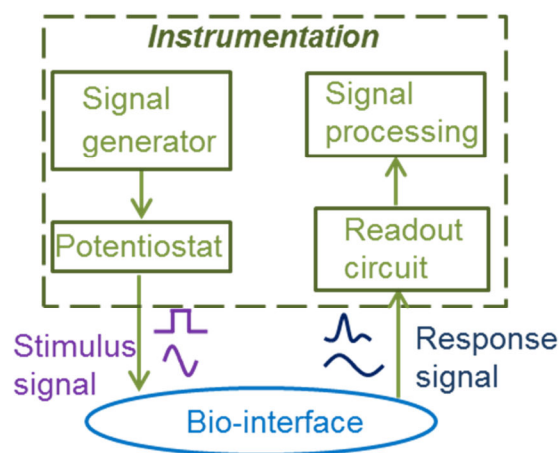 Instrumentation
Signal
generator
Signal
processing
Potentiostat
Readout
circuit
Stimulus
signal
Response
signal
Bio-interface